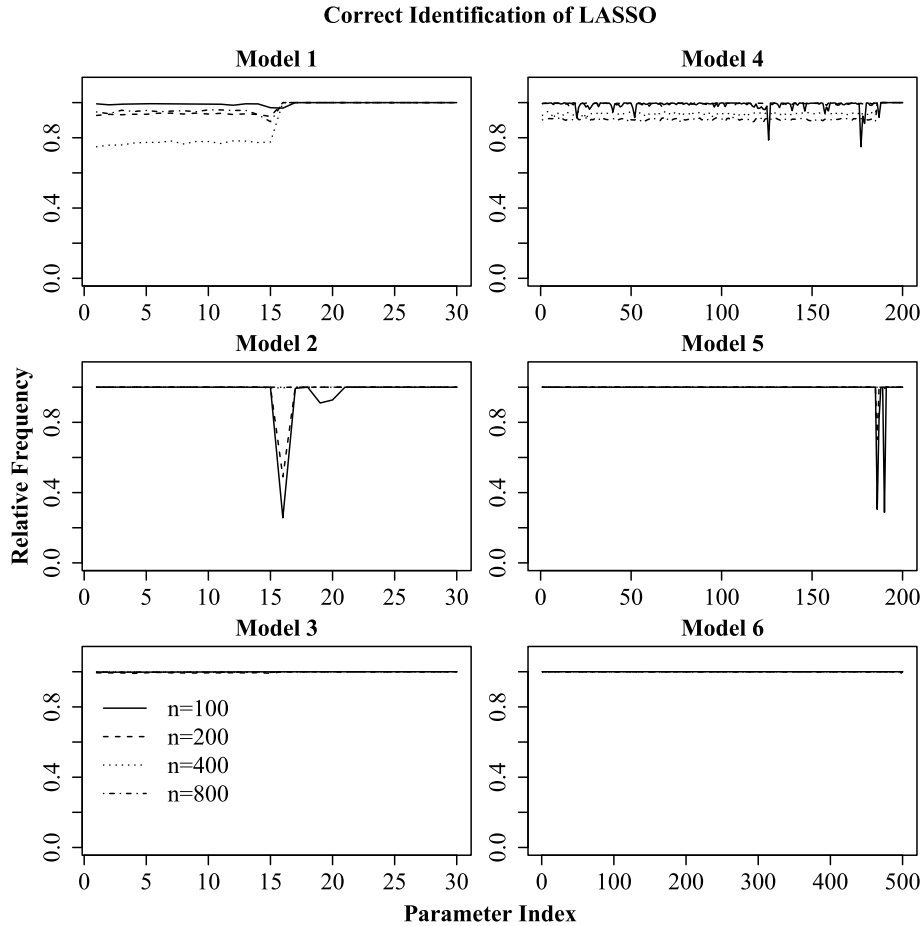 Correct Identification of LASSO
Model 1
0.0 0.4 0.8
0 5 10 15 20 25 30
Model 4
0.0 0.4 0.8
0 50 100 150 200
Model 2
0.0 0.4 0.8
0 5 10 15 20 25 30
Model 5
0.0 0.4 0.8
0 50 100 150 200
Model 3
0.0 0.4 0.8
n=100
n=200
n=400
n=800
0 5 10 15 20 25 30
Model 6
0.0 0.4 0.8
0 100 200 300 400 500
Relative Frequency
Parameter Index